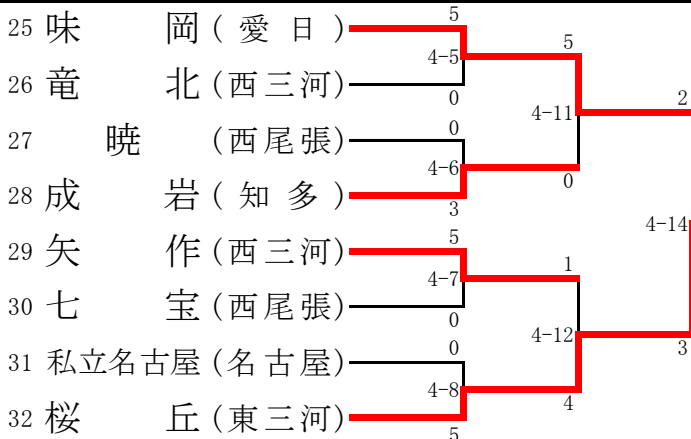 5
25 味岡(愛日)
4-5
5
26 竜北(西三河)
0
2
4-11
27 暁(西尾張)
0
4-6
28 成岩(知多)
3
0
4-14
29 矢作(西三河)
5
1
4-7
30 七宝(西尾張)
0
4-12
31 私立名古屋(名古屋)
0
3
4-8
4
32 桜丘(東三河)
5